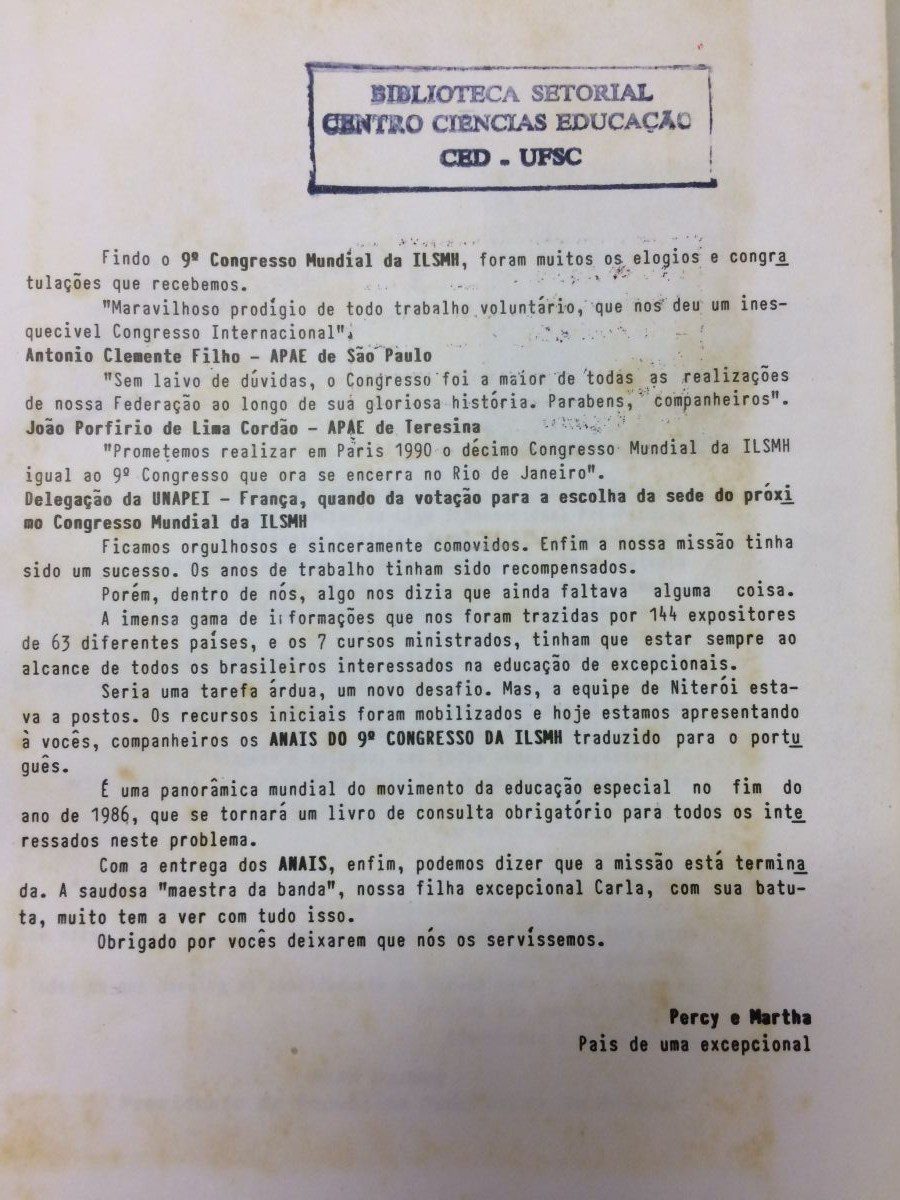 BIBLIOTECA SETORIAL
CENTRO CIENCIAS EDUCAÇÃO
CED - UFSC
Findo o 9º Congresso Mundial da ILSMH, foram muitos os elogios e congra
tulações que recebemos.
"Maravilhoso prodígio de todo trabalho voluntário, que nos deu um ines-
quecivel Congresso Internacional".
Antonio Clemente Filho - APAE de São Paulo
"Sem laivo de dúvidas, o Congresso foi a maior de todas as realizações
de nossa Federação ao longo de sua gloriosa história. Parabens, companheiros".
João Porfirio de Lima Cordão - APAE de Teresina
"Prometemos realizar em Paris 1990 o décimo Congresso Mundial da ILSMH
igual ao 9º Congresso que ora se encerra no Rio de Janeiro".
Delegação da UNAPEI - França, quando da votação para a escolha da sede do próxi
mo Congresso Mundial da ILSMH
Ficamos orgulhosos e sinceramente comovidos. Enfim a nossa missão tinha
sido um sucesso. Os anos de trabalho tinham sido recompensados.
Porém, dentro de nós, algo nos dizia que ainda faltava alguma coisa.
A imensa gama de informações que nos foram trazidas por 144 expositores
de 63 diferentes países, e os 7 cursos ministrados, tinham que estar sempre ao
alcance de todos os brasileiros interessados na educação de excepcionais.
Seria uma tarefa árdua, um novo desafio. Mas, a equipe de Niterói esta-
va a postos. Os recursos iniciais foram mobilizados e hoje estamos apresentando
à vocês, companheiros os ANAIS DO 9º CONGRESSO DA ILSMH traduzido para o portu
guês.
É uma panorâmica mundial do movimento da educação especial no fim do
ano de 1986, que se tornará um livro de consulta obrigatório para todos os inte
ressados neste problema.
Com a entrega dos ANAIS, enfim, podemos dizer que a missão está termina
da. A saudosa "maestra da banda", nossa filha excepcional Carla, com sua batu-
ta, muito tem a ver com tudo isso.
Obrigado por vocês deixarem que nós os servíssemos.
Percy e Martha
Pais de uma excepcional